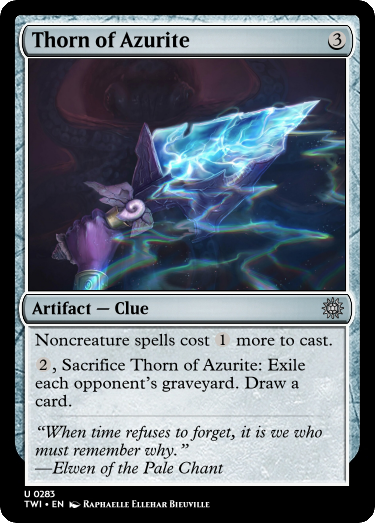 Thorn of Azurite 3
Artifact — Clue
Noncreature spells cost 1 more to cast.
2, Sacrifice Thorn of Azurite: Exile
each opponent's graveyard. Draw a
card.
"When time refuses to forget, it is we who
must remember why."
—Elwen of the Pale Chant
U 0283
TWI • EN Raphaelle Ellehar Bieuville